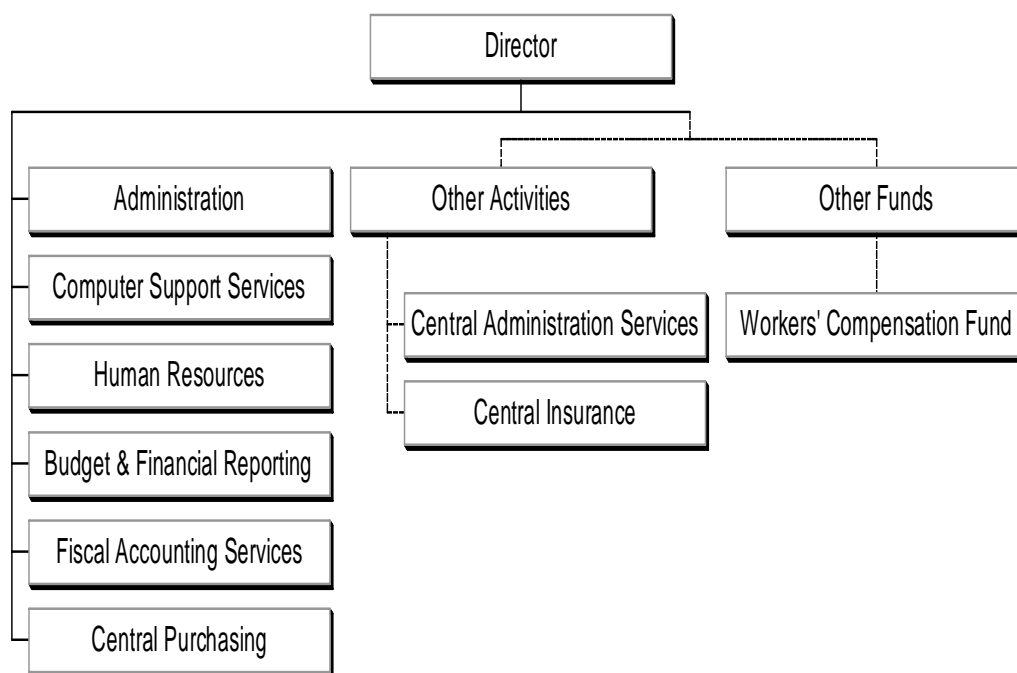 Director
Administration
Other Activities
Other Funds
Computer Support Services
Central Administration Services
Workers' Compensation Fund
Human Resources
Central Insurance
Budget & Financial Reporting
Fiscal Accounting Services
Central Purchasing